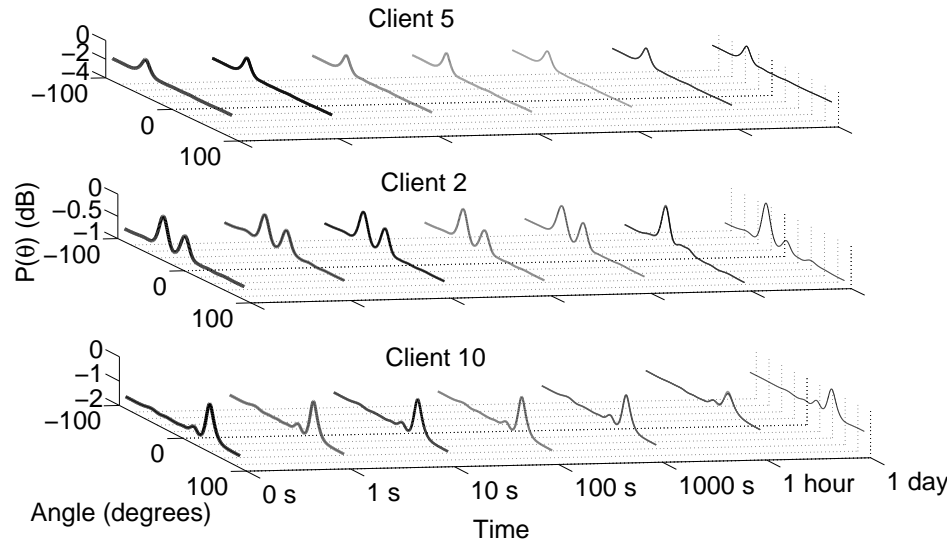 Client 5
0
−2
−4
−100
0
100
Client 2
0
−0.5
−1
−100
0
100
P(θ) (dB)
Client 10
0
−1
−2
−100
0
100
0 s
1 s
10 s
100 s
1000 s
1 hour
1 day
Angle (degrees)
Time